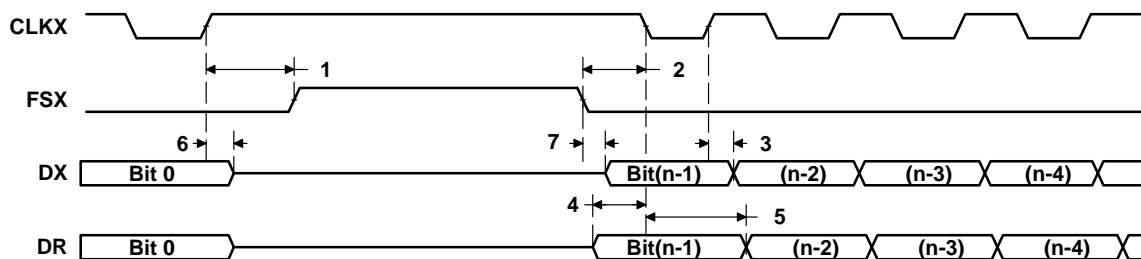 CLKX
1 2
FSX
6 7 3
DX Bit 0 Bit(n-1) (n-2) (n-3) (n-4)
4 5
DR Bit 0 Bit(n-1) (n-2) (n-3) (n-4)